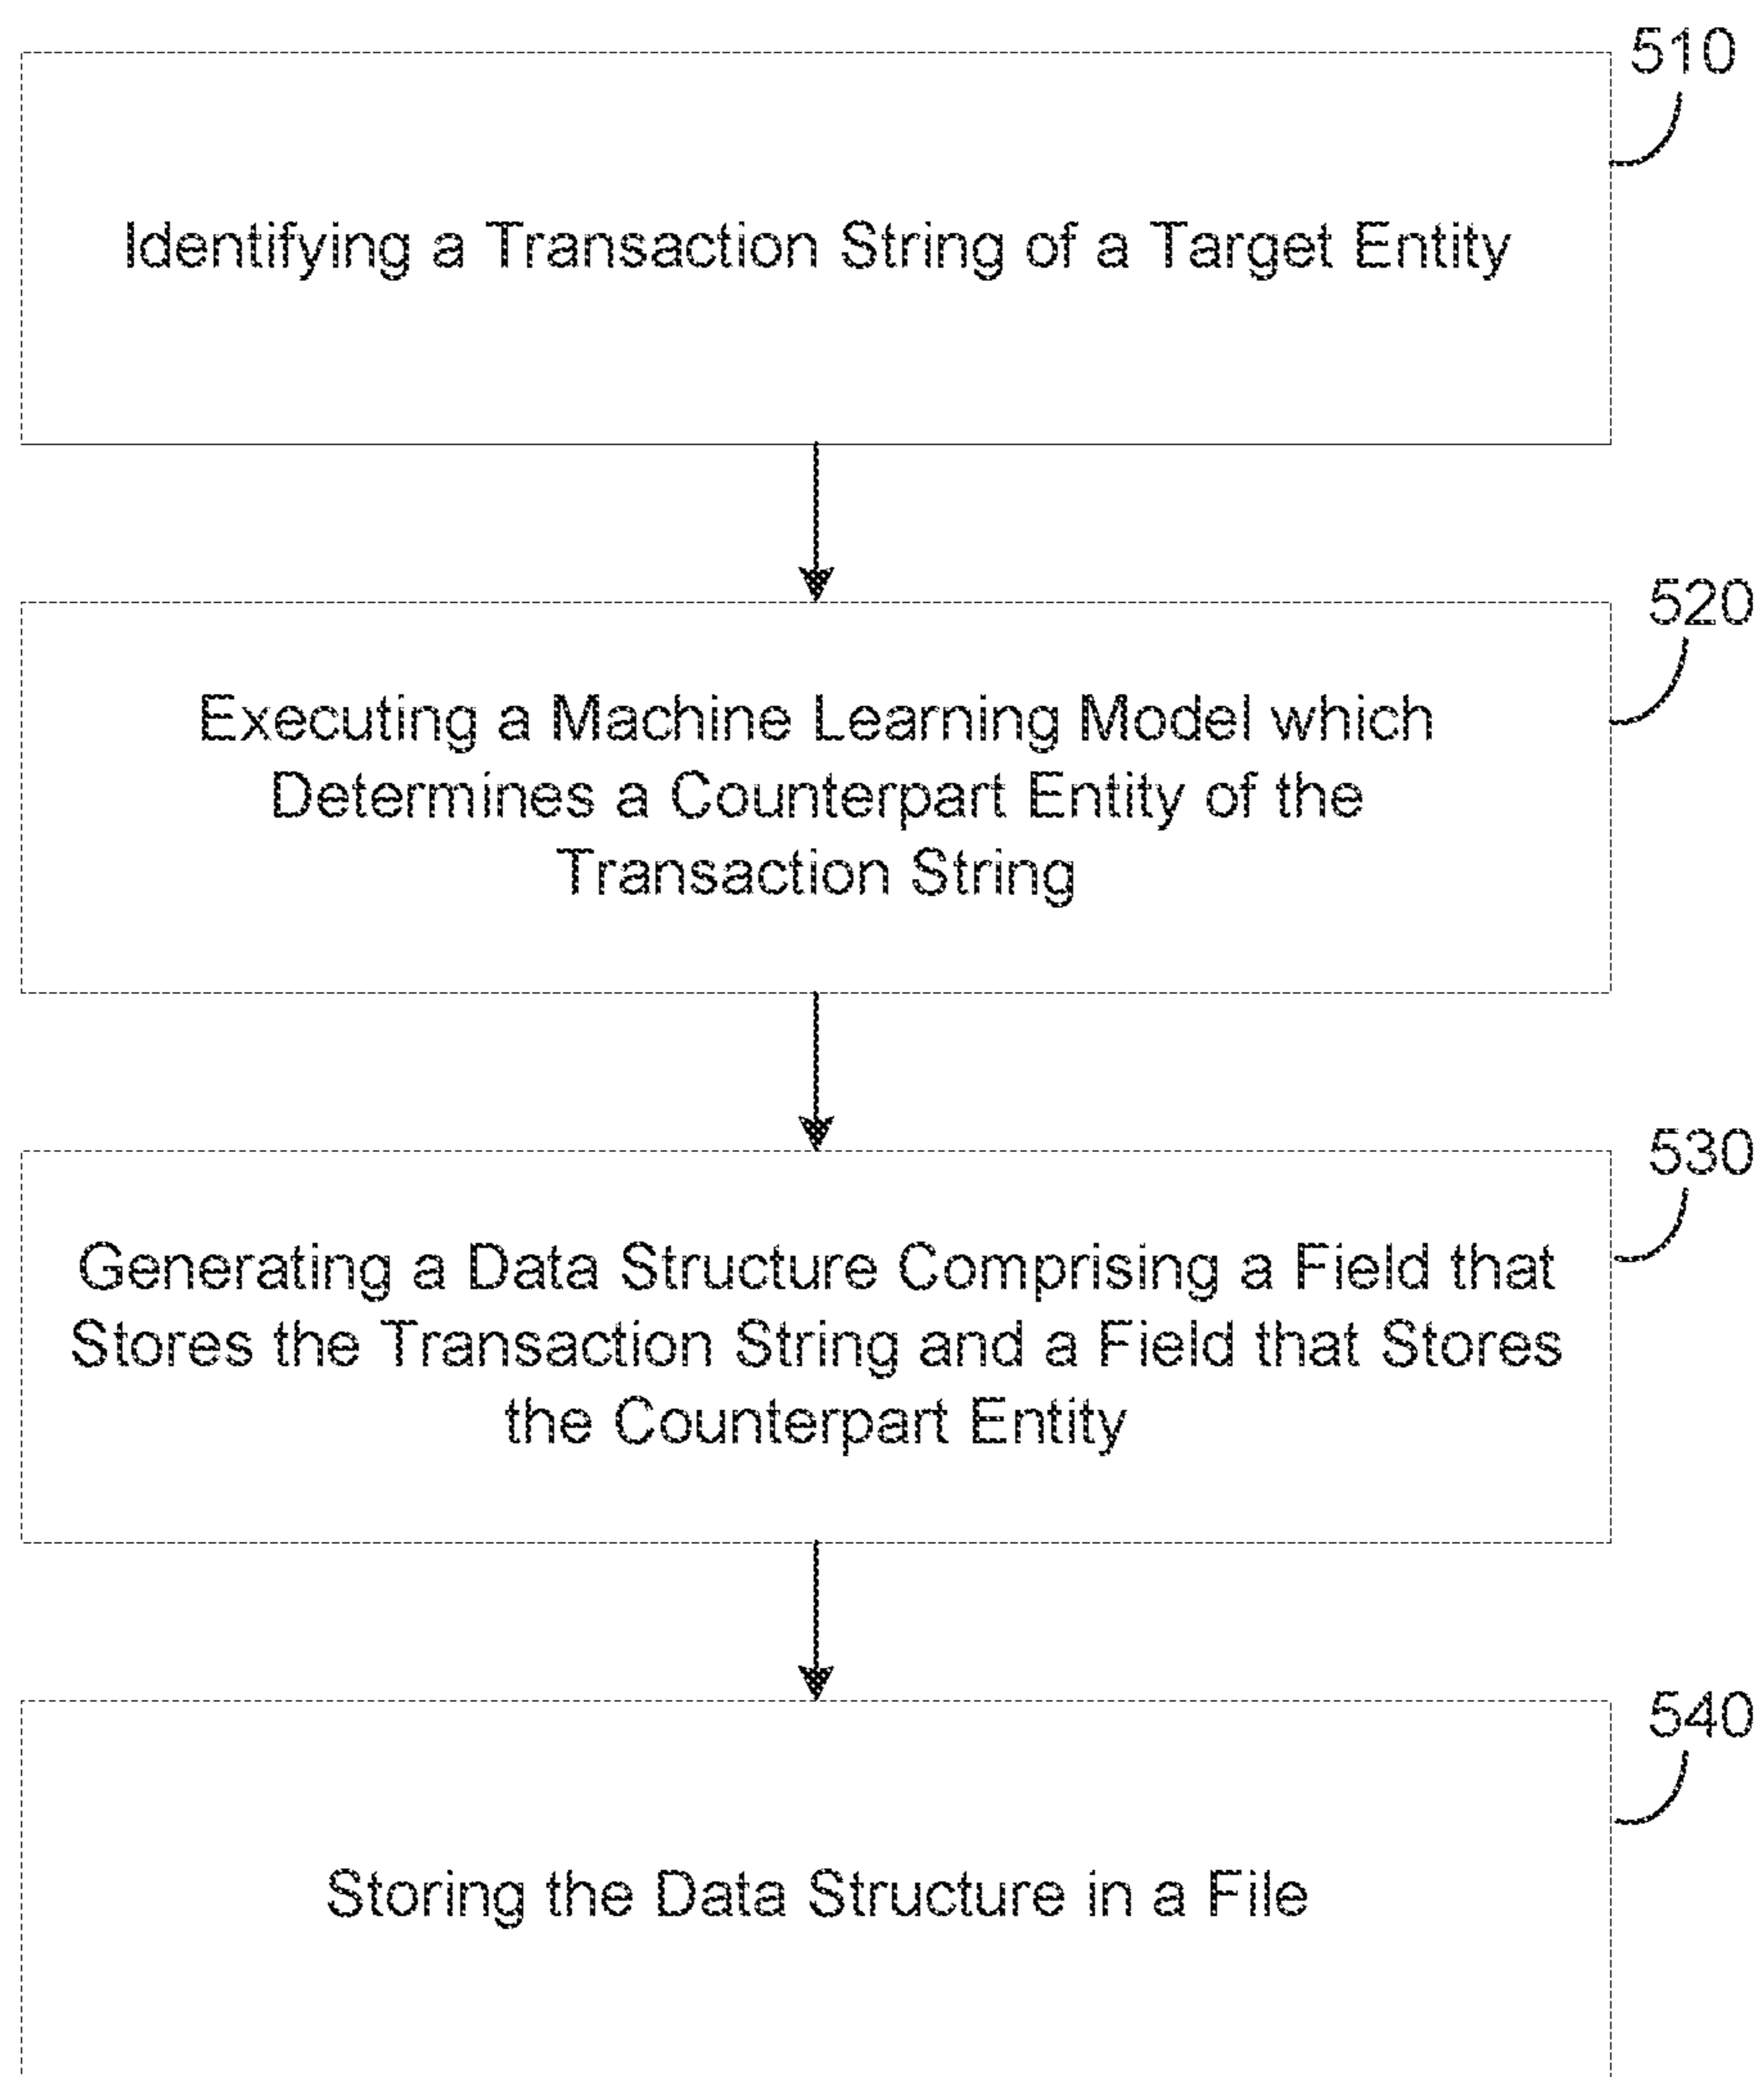 510
Identifying a Transaction String of a Target Entity
520
Executing a Machine Learning Model which
Determines a Counterpart Entity of the
Transaction String
530
Generating a Data Structure Comprising a Field that
Stores the Transaction String and a Field that Stores
the Counterpart Entity
540
Storing the Data Structure in a File